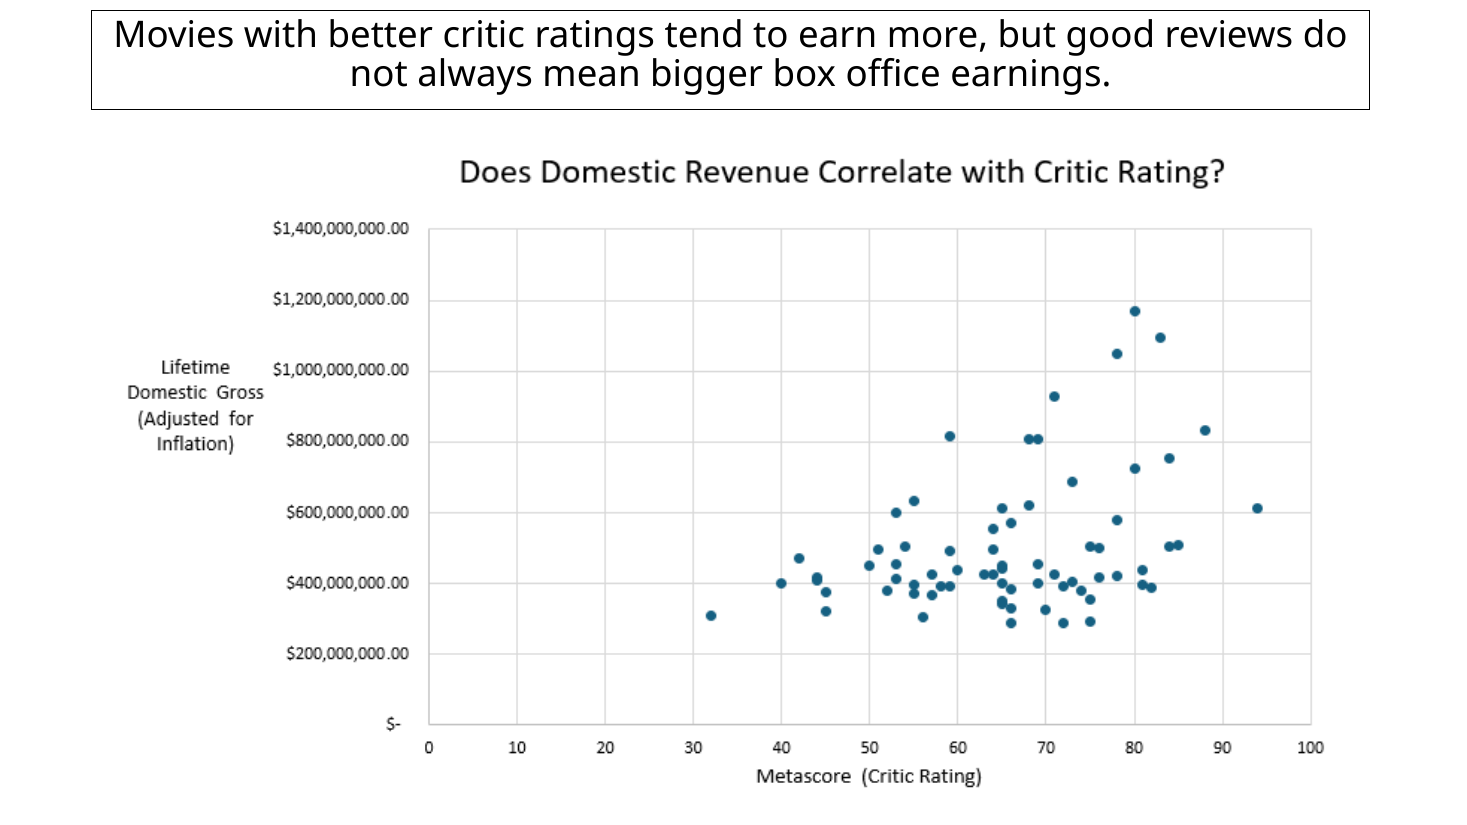 Movies with better critic ratings tend to earn more, but good reviews do
not always mean bigger box office earnings.
Does Domestic Revenue Correlate with Critic Rating?
$1,400,000,000.00
$1,200,000,000.00
$1,000,000,000.00
$800,000,000.00
$600,000,000.00
$400,000,000.00
$200,000,000.00
$-
Lifetime
Domestic Gross
(Adjusted for
Inflation)
0 10 20 30 40 50 60 70 80 90 100
Metascore (Critic Rating)